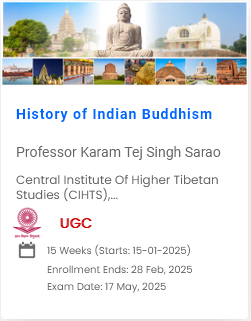 History of Indian Buddhism
Professor Karam Tej Singh Sarao
Central Institute Of Higher Tibetan
Studies (CIHTS),...
UGC
15 Weeks (Starts: 15-01-2025)
Enrollment Ends: 28 Feb, 2025
Exam Date: 17 May, 2025